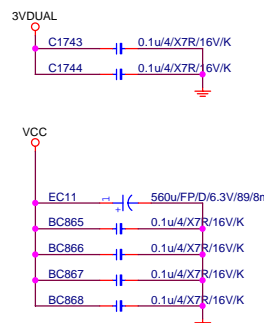 3VDUAL
C1743 0.1u/4/X7R/16V/K
C1744 0.1u/4/X7R/16V/K
VCC
EC11 1 + 560u/FP/D/6.3V/89/8m
BC865 0.1u/4/X7R/16V/K
BC866 0.1u/4/X7R/16V/K
BC867 0.1u/4/X7R/16V/K
BC868 0.1u/4/X7R/16V/K